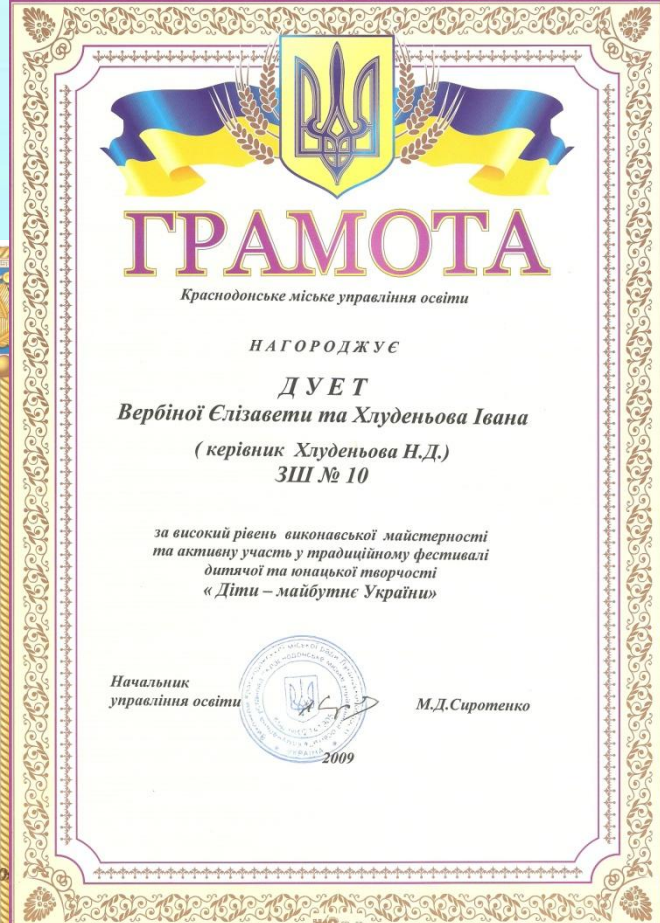 ГРАМОТА
Краснодонське міське управління освіти
НАГОРОДЖУЄ
ДУЕТ
Вербіної Єлізавети та Хлуденьова Івана
( керівник Хлуденьова Н.Д.)
ЗШ № 10
за високий рівень виконавської майстерності
та активну участь у традиційному фестивалі
дитячої та юнацької творчості
« Діти – майбутнє України»
Начальник
управління освіти
М.Д.Сиротенко
УКРАЇНА
2009